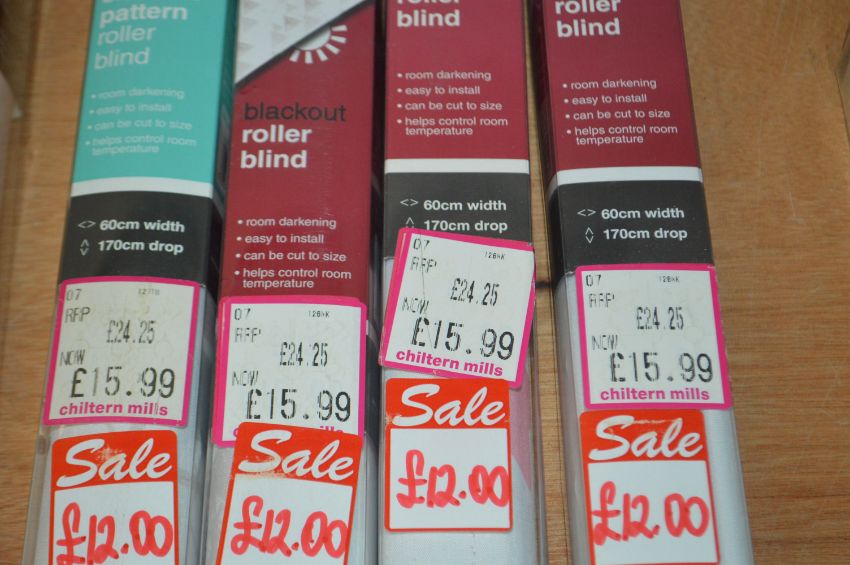 pattern
roller
blind
• room darkening
• easy to install
• can be cut to size
• helps control room
temperature
<> 60cm width
170cm drop
07
RRP
£24.25
NOW
£15.99
chiltern mills
Sale
£12.00
blackout
roller
blind
• room darkening
• easy to install
• can be cut to size
• helps control room
temperature
07 128NK
RRP
£24.25
NOW
£15.99
chiltern mills
Sale
£12.00
roller
blind
• room darkening
• easy to install
• can be cut to size
• helps control room
temperature
<> 60cm width
170cm drop
07 128NK
RRP
£24.25
NOW
£15.99
chiltern mills
Sale
£12.00
roller
blind
• room darkening
• easy to install
• can be cut to size
• helps control room
temperature
<> 60cm width
170cm drop
07 128NK
RRP
£24.25
NOW
£15.99
chiltern mills
Sale
£12.00